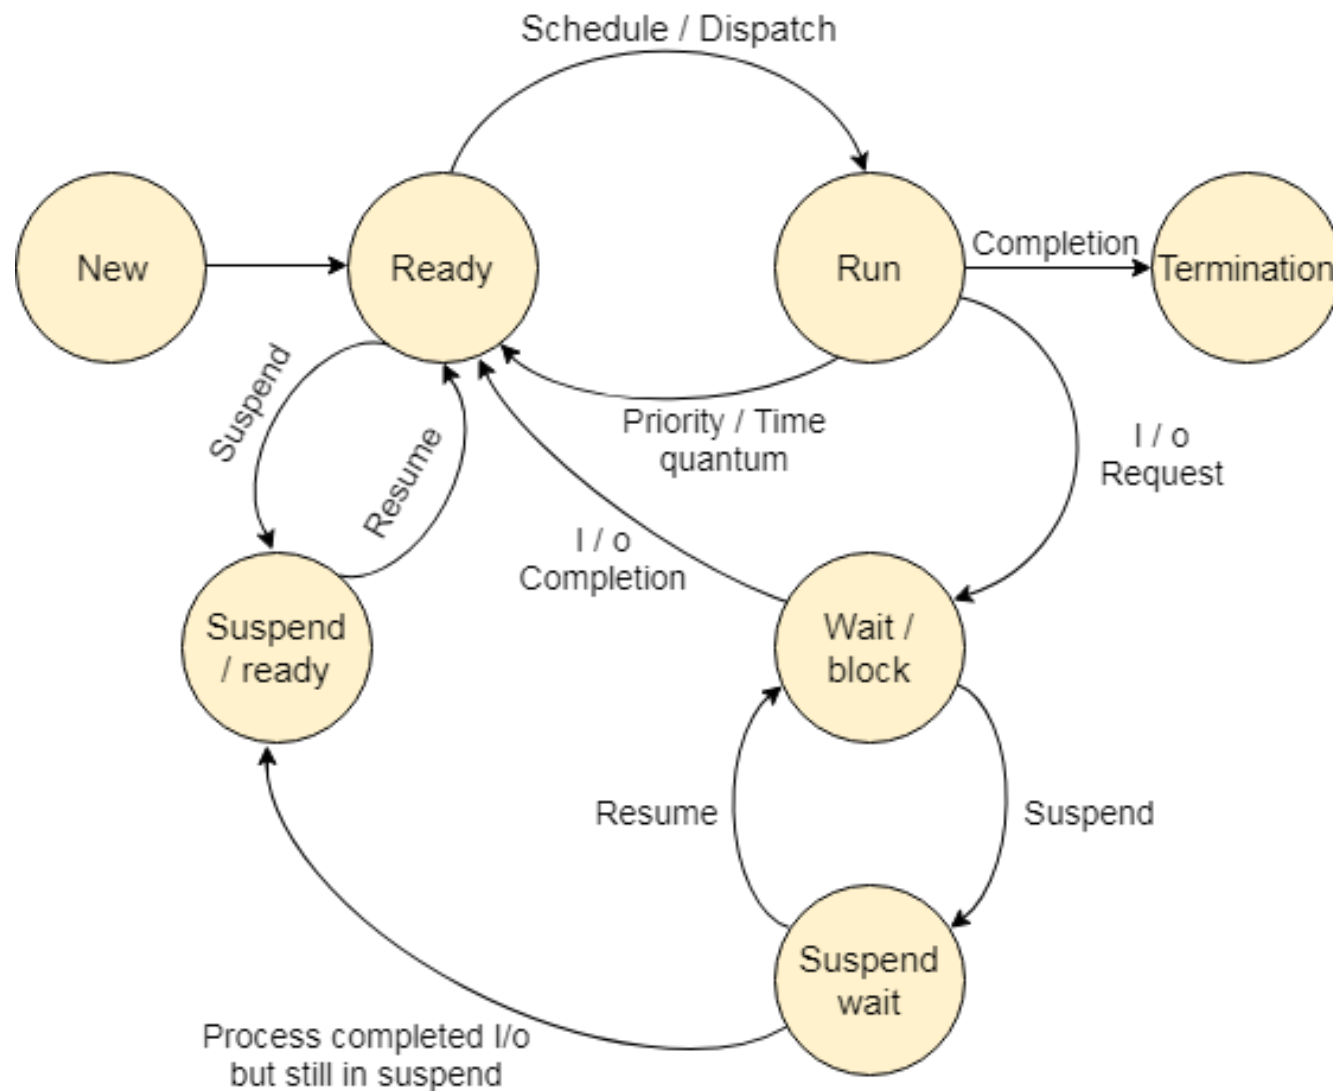 Schedule / Dispatch
New
Ready
Run
Completion
Termination
Suspend
Resume
Priority / Time
quantum
I / o
Request
I / o
Completion
Suspend
/ ready
Wait /
block
Resume
Suspend
Suspend
wait
Process completed I/o
but still in suspend